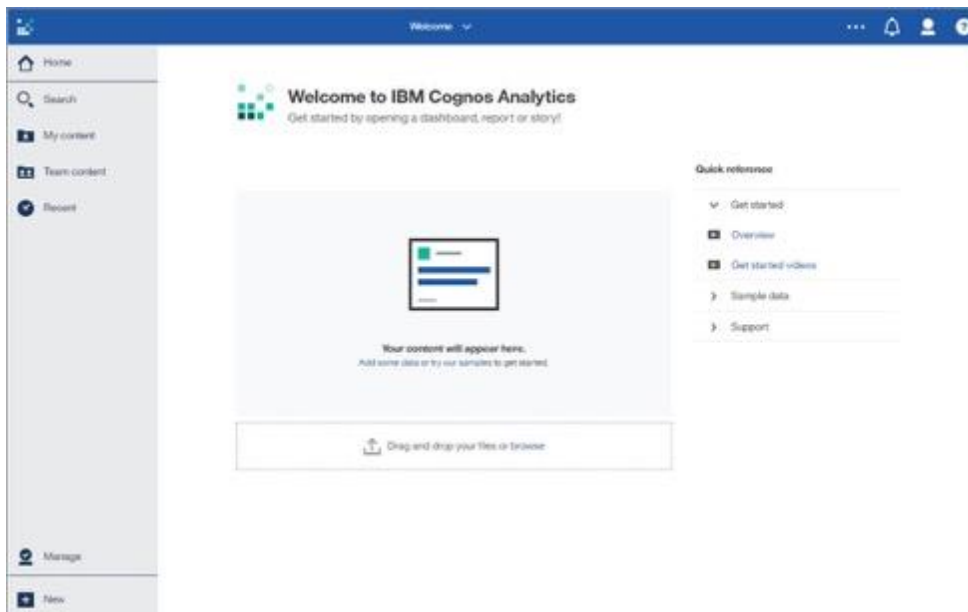 Welcome
Home
Search
My content
Team content
Recent
Manage
New
Welcome to IBM Cognos Analytics
Get started by opening a dashboard, report or story!
Your content will appear here.
Add some data or try our samples to get started.
Drag and drop your files or browse
Quick reference
Get started
Overview
Get started videos
Sample data
Support